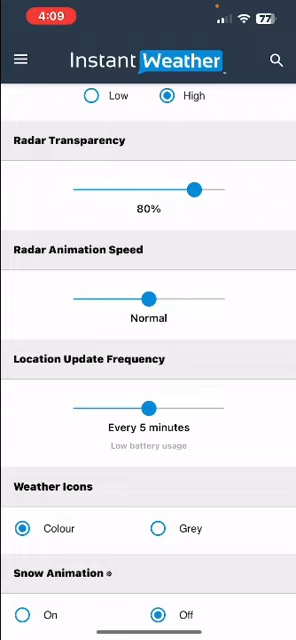 4:09
77
Instant Weather
Low
High
Radar Transparency
80%
Radar Animation Speed
Normal
Location Update Frequency
Every 5 minutes
Low battery usage
Weather Icons
Colour
Grey
Snow Animation ❄
On
Off